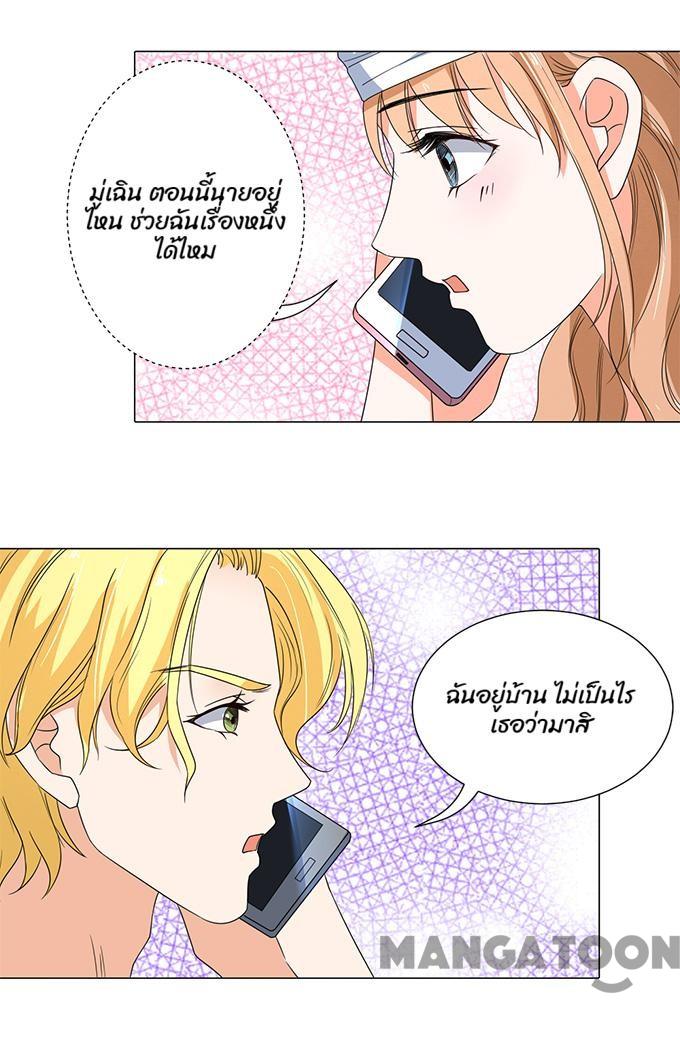 มู่เฉิน ตอนนี้นายอยู่
ไหน ช่วยฉันเรื่องหนึ่ง
ได้ไหม
ฉันอยู่บ้าน ไม่เป็นไร
เธอว่ามาสิ
MANGATOON